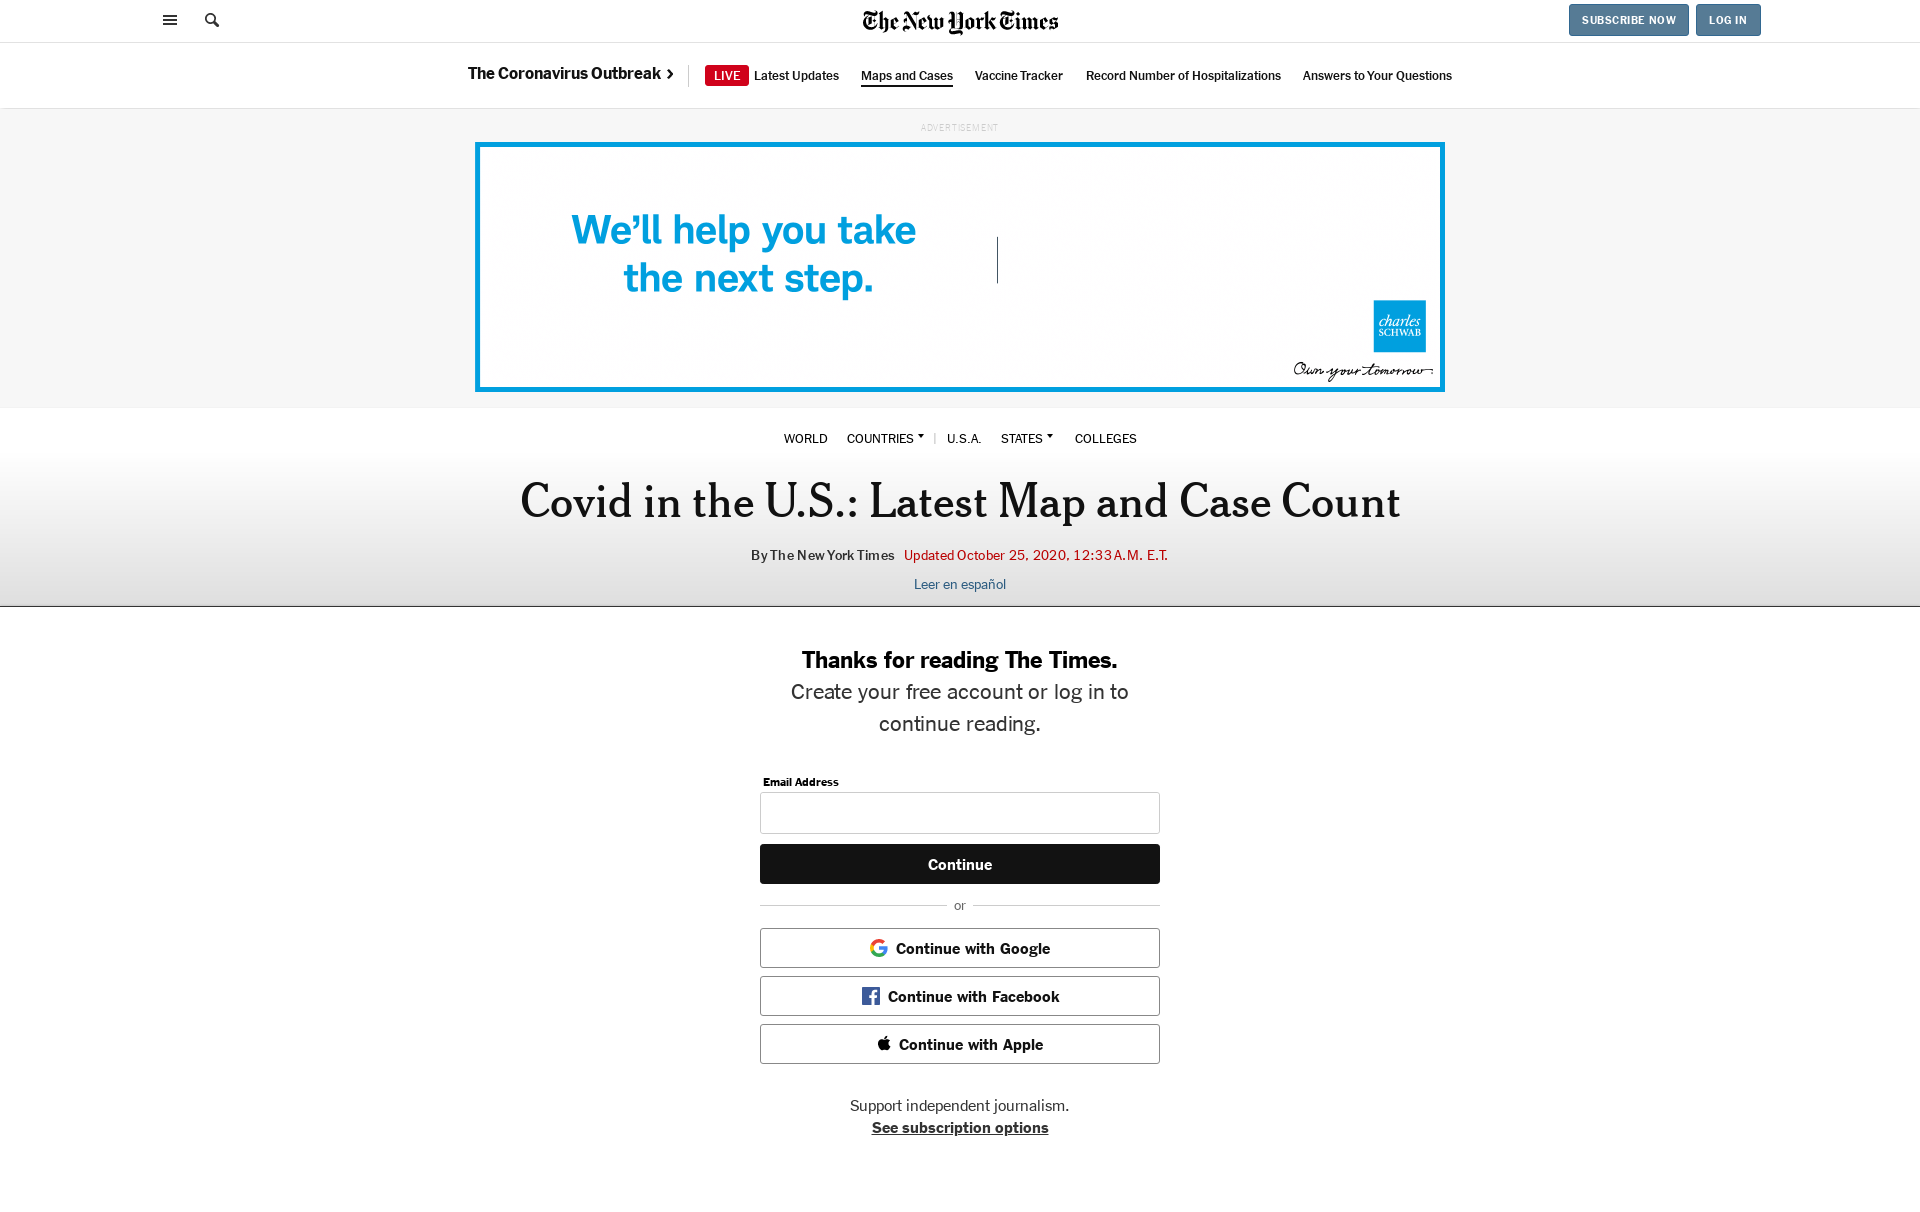 The New York Times
SUBSCRIBE NOW
LOG IN
The Coronavirus Outbreak
LIVE Latest Updates
Maps and Cases
Vaccine Tracker
Record Number of Hospitalizations
Answers to Your Questions
ADVERTISEMENT
We'll help you take
the next step.
charles
SCHWAB
Own your tomorrow.
WORLD
COUNTRIES
U.S.A.
STATES
COLLEGES
Covid in the U.S.: Latest Map and Case Count
By The New York Times Updated October 25, 2020, 12:33 A.M. E.T.
Leer en español
Thanks for reading The Times.
Create your free account or log in to
continue reading.
Email Address
Continue
or
Continue with Google
Continue with Facebook
Continue with Apple
Support independent journalism.
See subscription options